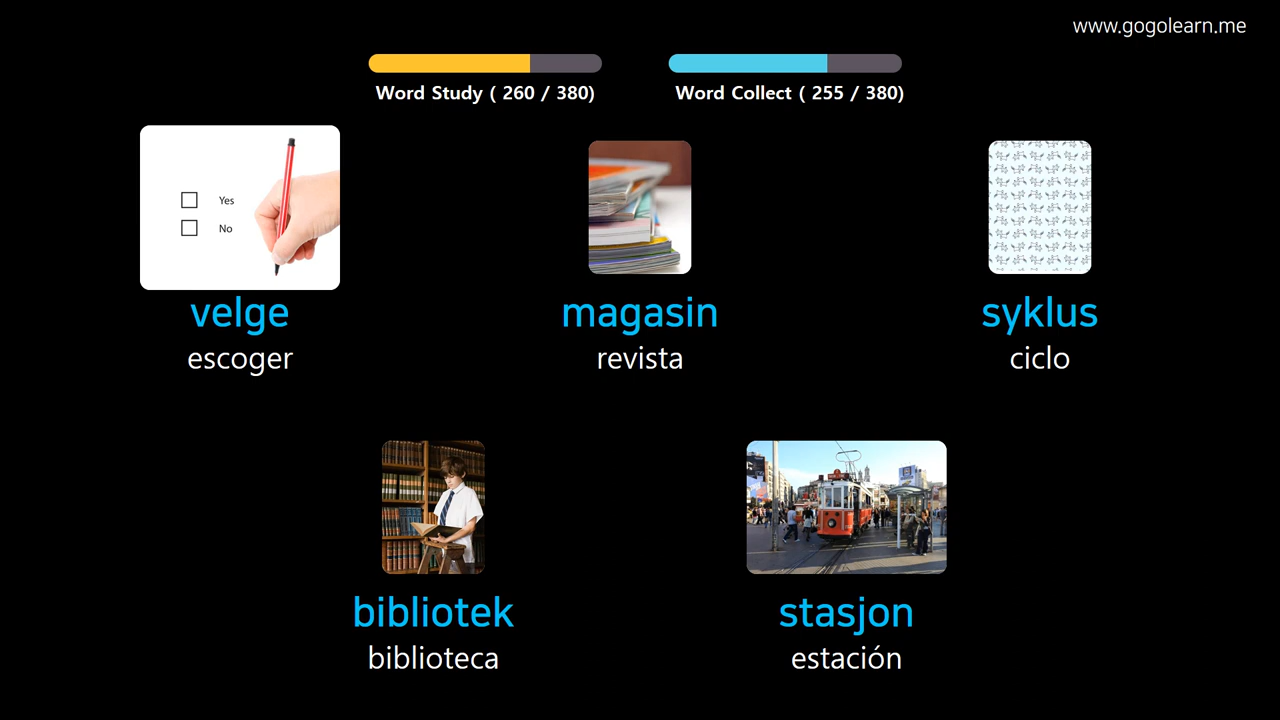 www.gogolearn.me
Word Study ( 260 / 380)
Word Collect ( 255 / 380)
Yes
No
velge
escoger
magasin
revista
syklus
ciclo
bibliotek
biblioteca
stasjon
estación